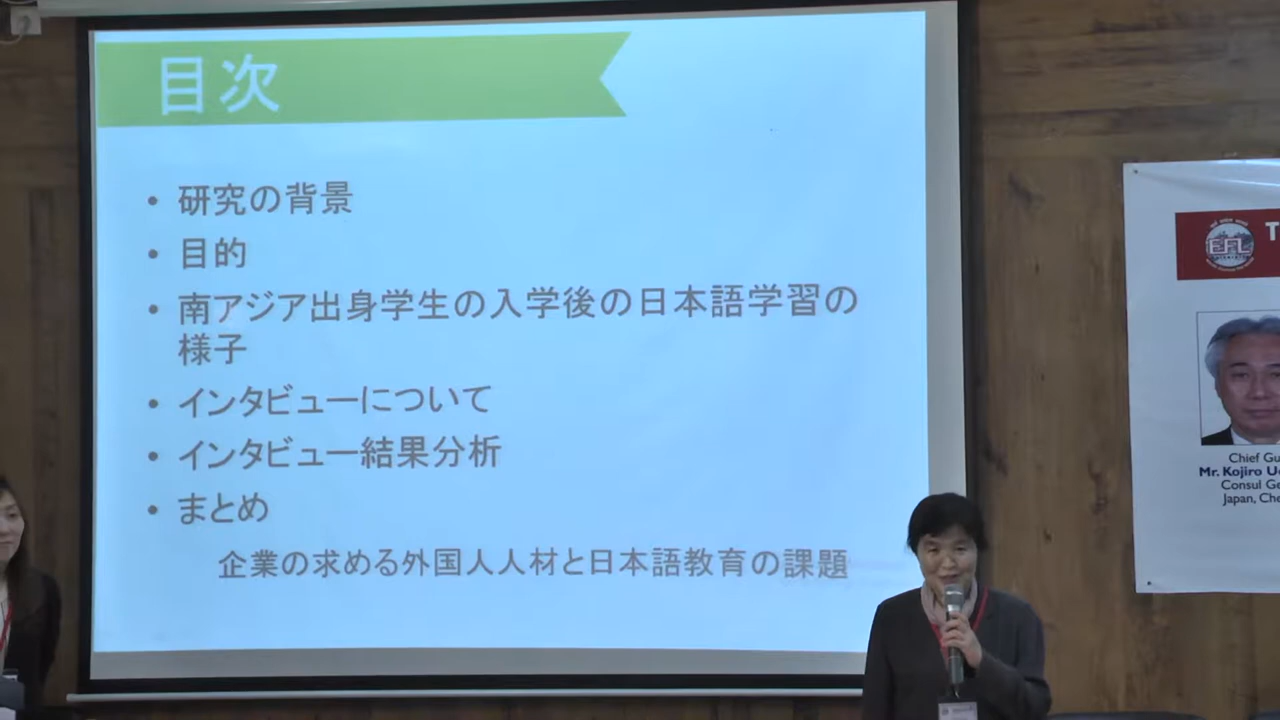 目次
• 研究の背景
• 目的
• 南アジア出身学生の入学後の日本語学習の
様子
• インタビューについて
• インタビュー結果分析
• まとめ
企業の求める外国人人材と日本語教育の課題
T
EFL
Chief Gu
Mr. Kojiro U
Consul Ge
Japan, Che